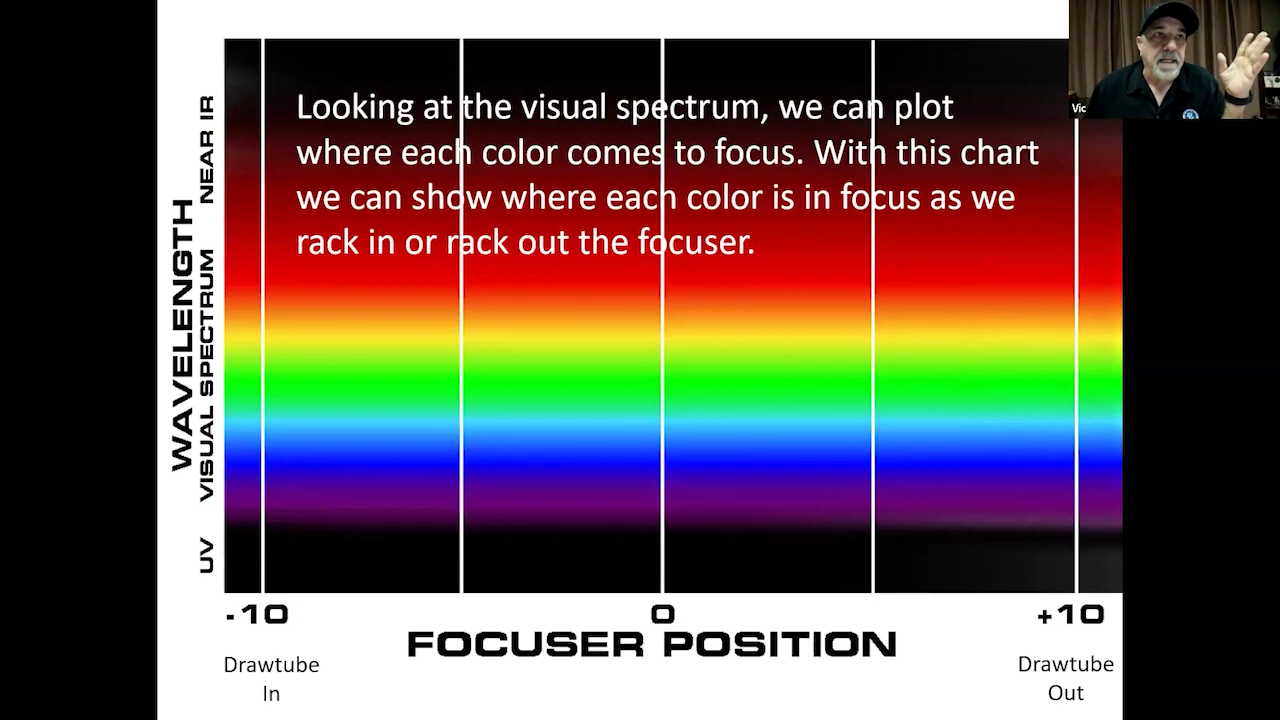 Looking at the visual spectrum, we can plot
where each color comes to focus. With this chart
we can show where each color is in focus as we
rack in or rack out the focuser.
Vic
WAVELENGTH
UV VISUAL SPECTRUM NEAR IR
-10
0
+10
FOCUSER POSITION
Drawtube
In
Drawtube
Out